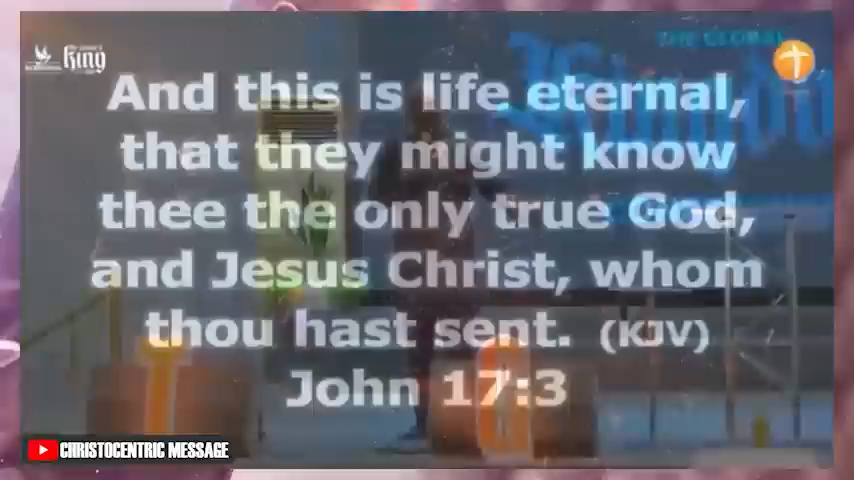 THE GLOBAL
King
And this is life eternal,
that they might know
thee the only true God,
and Jesus Christ, whom
thou hast sent. (KJV)
John 17:3
CHRISTOCENTRIC MESSAGE